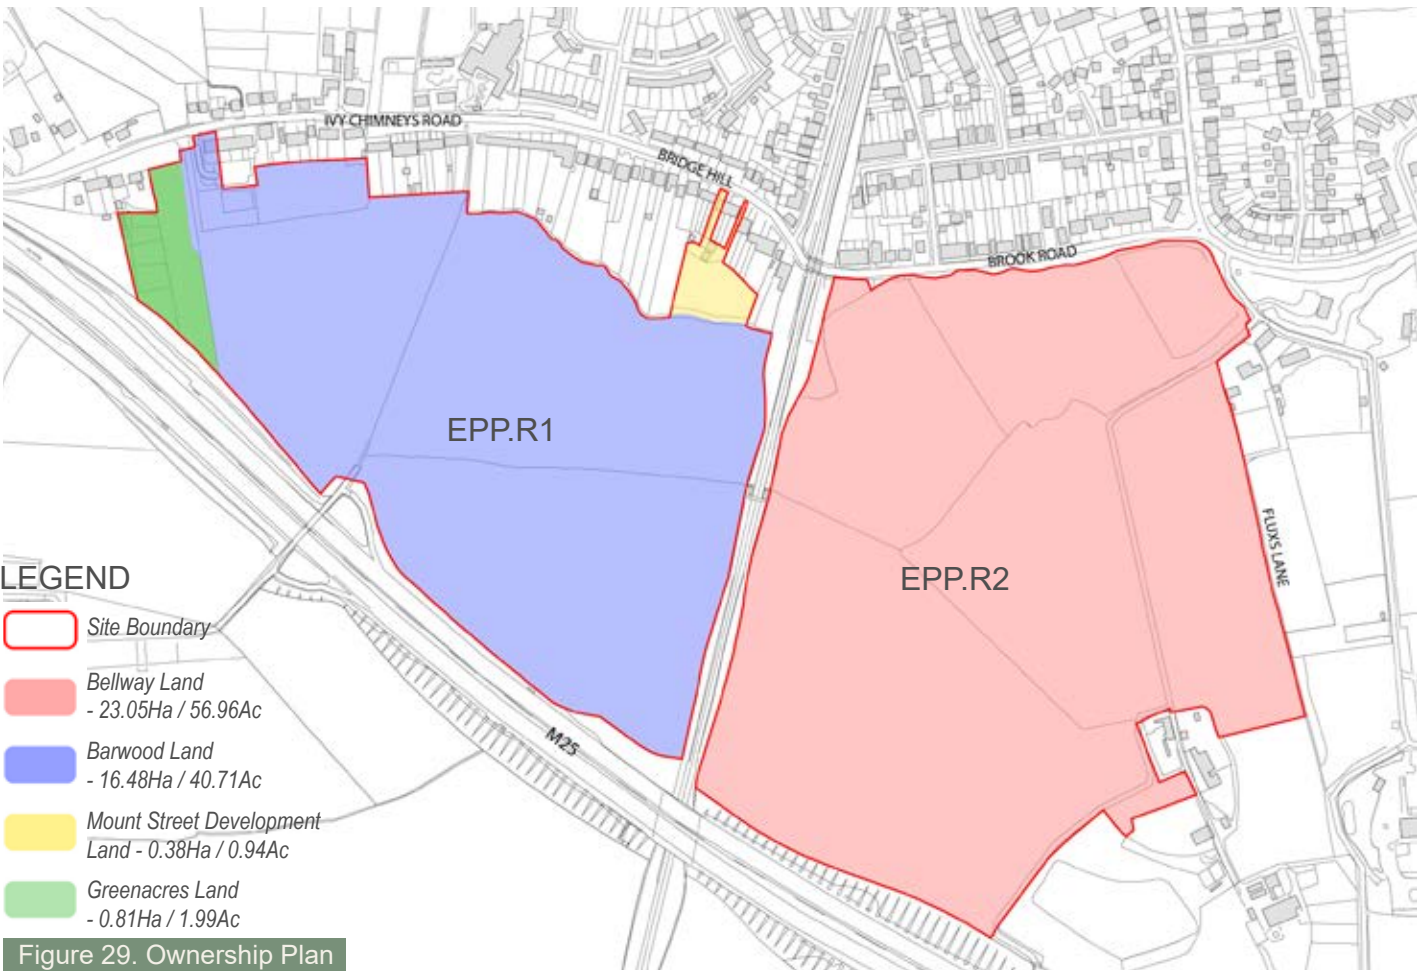 IVY CHIMNEYS ROAD
BRIDGE HILL
BROOK ROAD
EPP.R1
FLUXS LANE
EPP.R2
M25
LEGEND
Site Boundary
Bellway Land
- 23.05Ha / 56.96Ac
Barwood Land
- 16.48Ha / 40.71Ac
Mount Street Development
Land - 0.38Ha / 0.94Ac
Greenacres Land
- 0.81Ha / 1.99Ac
Figure 29. Ownership Plan